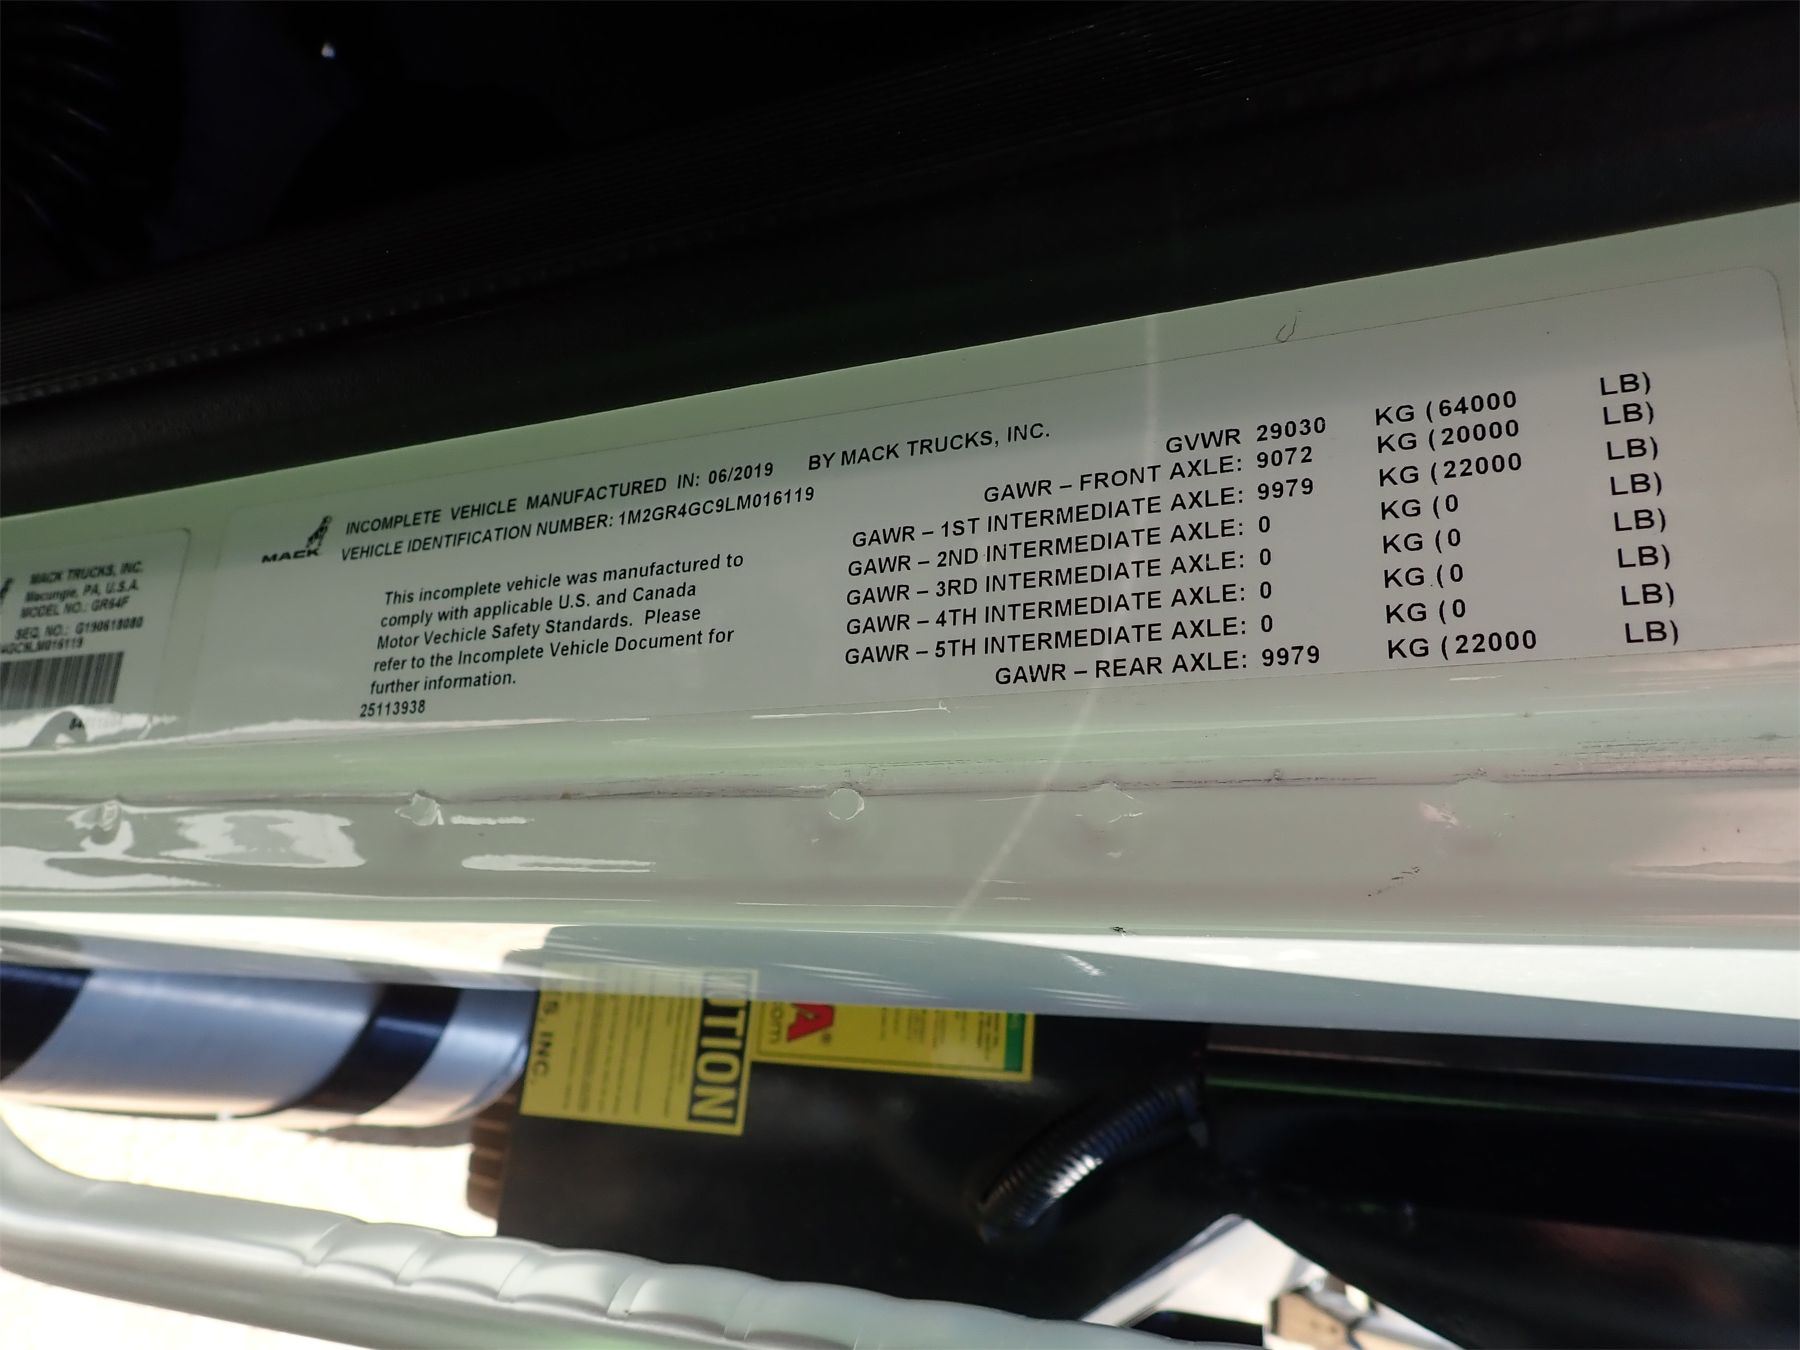 MACK TRUCKS, INC.
Macungie, PA, U.S.A.
MODEL NO.: GR64F
SEQ. NO.: G190618080
4GC9LM016119
MACK
INCOMPLETE VEHICLE MANUFACTURED IN: 06/2019 BY MACK TRUCKS, INC.
VEHICLE IDENTIFICATION NUMBER: 1M2GR4GC9LM016119
This incomplete vehicle was manufactured to
comply with applicable U.S. and Canada
Motor Vechicle Safety Standards. Please
refer to the Incomplete Vehicle Document for
further information.
25113938
GVWR 29030 KG (64000 LB)
GAWR – FRONT AXLE: 9072 KG (20000 LB)
GAWR – 1ST INTERMEDIATE AXLE: 9979 KG (22000 LB)
GAWR – 2ND INTERMEDIATE AXLE: 0 KG (0 LB)
GAWR – 3RD INTERMEDIATE AXLE: 0 KG (0 LB)
GAWR – 4TH INTERMEDIATE AXLE: 0 KG (0 LB)
GAWR – 5TH INTERMEDIATE AXLE: 0 KG (0 LB)
GAWR – REAR AXLE: 9979 KG (22000 LB)
S, INC.
OTION
A®
com